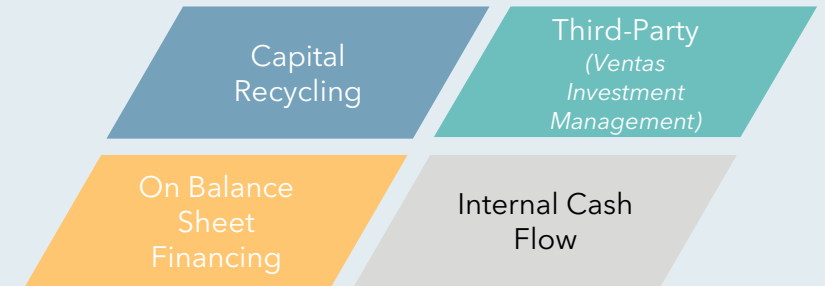 Capital
Recycling
Third-Party
(Ventas
Investment
Management)
On Balance
Sheet
Financing
Internal Cash
Flow